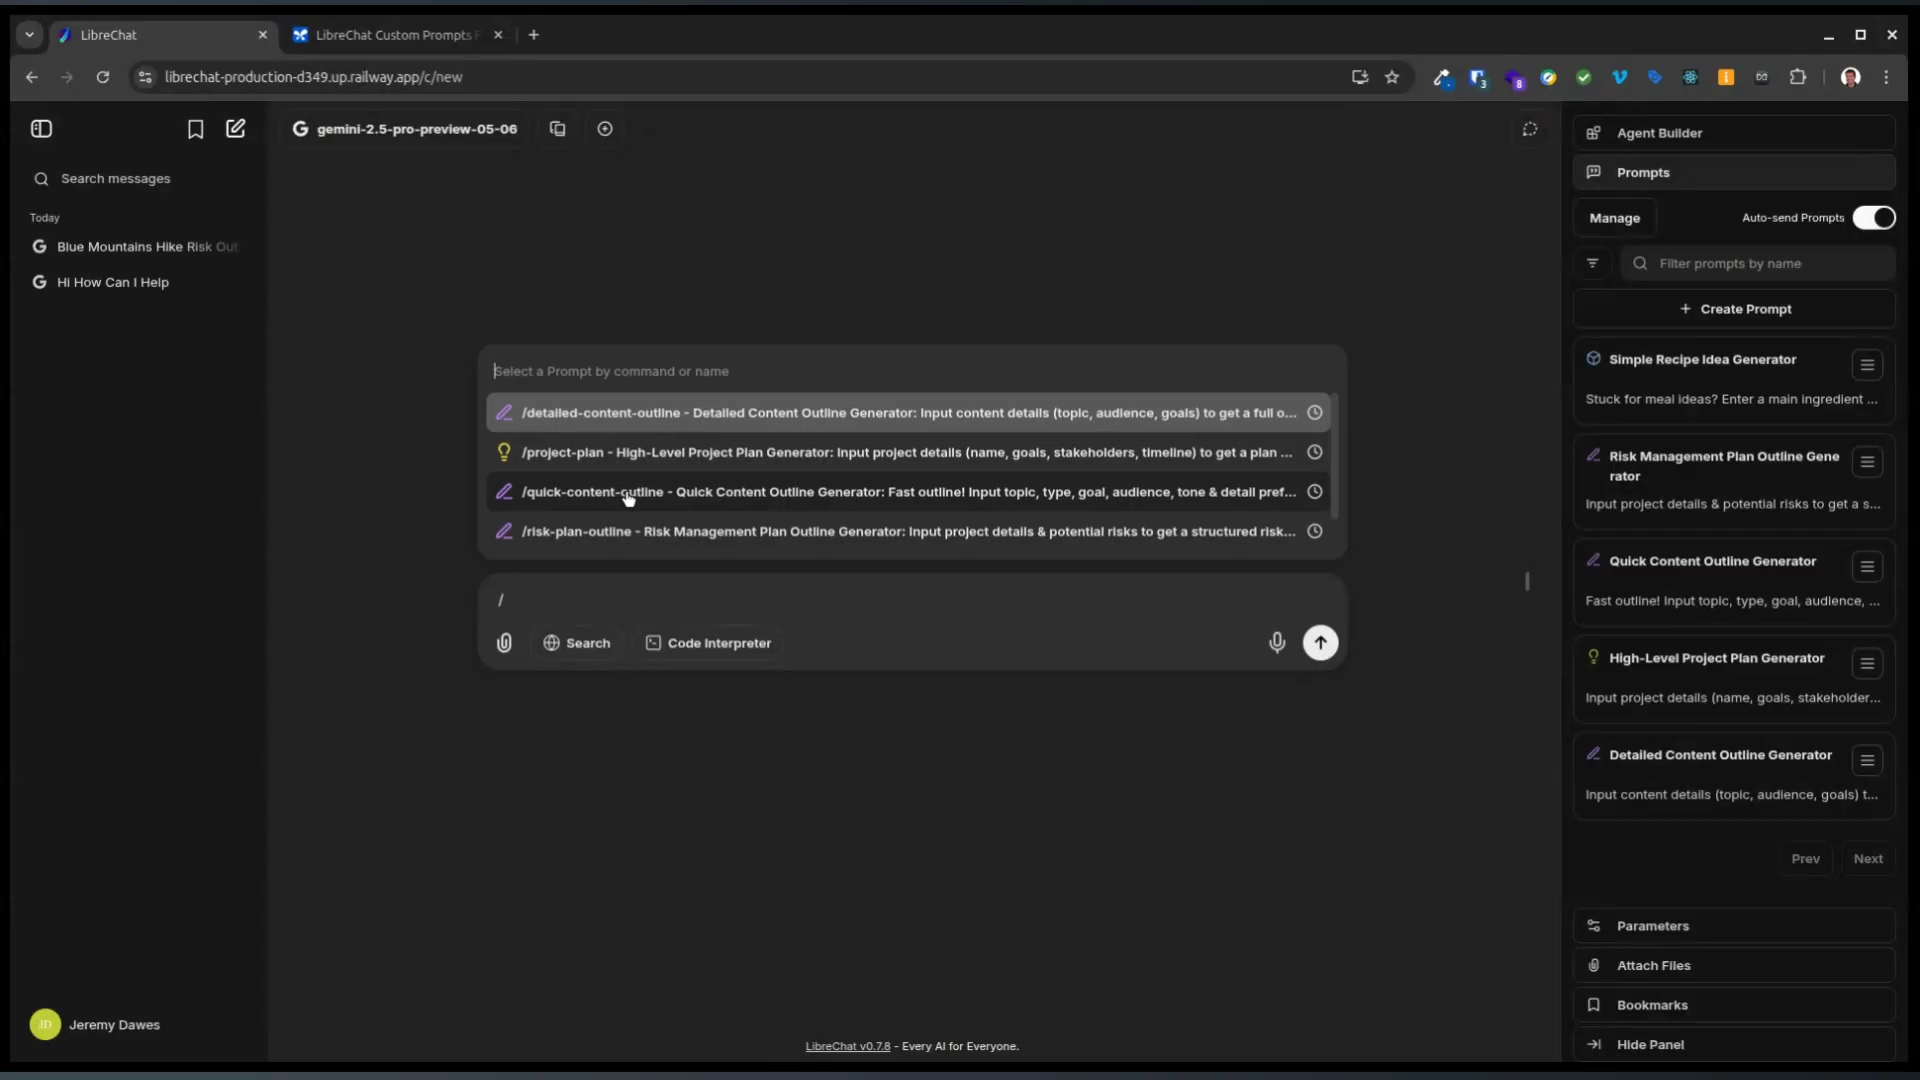 LibreChat
LibreChat Custom Prompts
librechat-production-d349.up.railway.app/c/new
3
8
gemini-2.5-pro-preview-05-06
Search messages
Today
Blue Mountains Hike Risk Out
Hi How Can I Help
Select a Prompt by command or name
/detailed-content-outline - Detailed Content Outline Generator: Input content details (topic, audience, goals) to get a full o...
/project-plan - High-Level Project Plan Generator: Input project details (name, goals, stakeholders, timeline) to get a plan ...
/quick-content-outline - Quick Content Outline Generator: Fast outline! Input topic, type, goal, audience, tone & detail pref...
/risk-plan-outline - Risk Management Plan Outline Generator: Input project details & potential risks to get a structured risk...
/
Search
Code Interpreter
Agent Builder
Prompts
Manage
Auto-send Prompts
Filter prompts by name
+ Create Prompt
Simple Recipe Idea Generator
Stuck for meal ideas? Enter a main ingredient ...
Risk Management Plan Outline Gene
rator
Input project details & potential risks to get a s...
Quick Content Outline Generator
Fast outline! Input topic, type, goal, audience, ...
High-Level Project Plan Generator
Input project details (name, goals, stakeholder...
Detailed Content Outline Generator
Input content details (topic, audience, goals) t...
Prev
Next
Parameters
Attach Files
Bookmarks
Hide Panel
JD
Jeremy Dawes
LibreChat v0.7.8 - Every AI for Everyone.